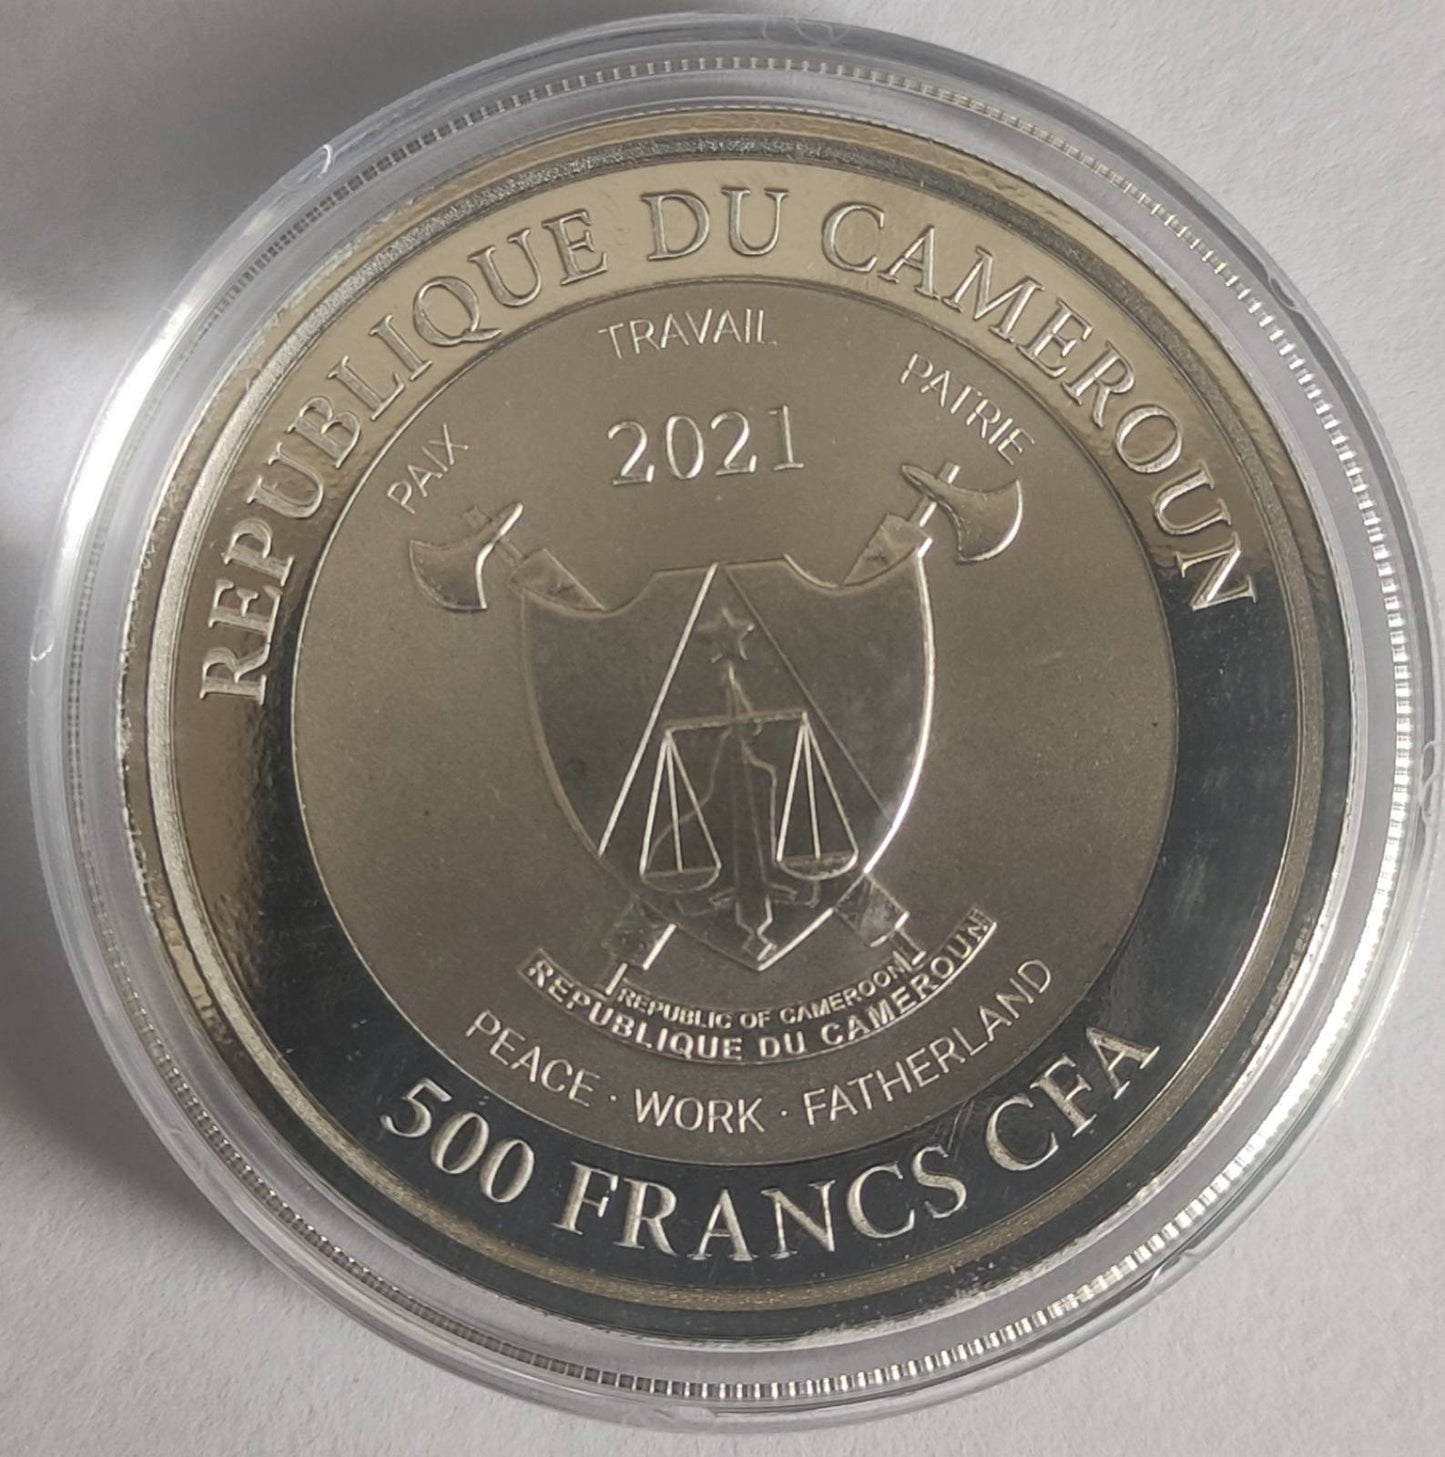 REPUBLIQUE DU CAMEROUN
PAIX
TRAVAIL
PATRIE
2021
REPUBLIC OF CAMEROON
REPUBLIQUE DU CAMEROUN
PEACE · WORK · FATHERLAND
500 FRANCS CFA